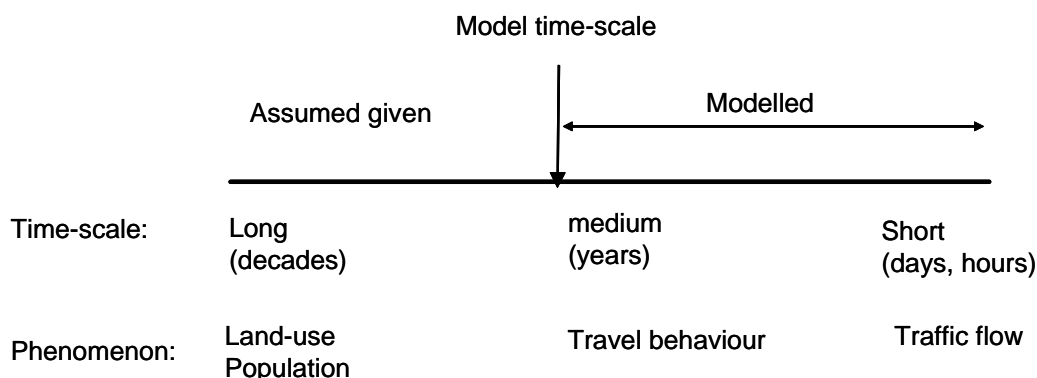 Model time-scale
Assumed given
Modelled
Time-scale:
Long
(decades)
medium
(years)
Short
(days, hours)
Phenomenon:
Land-use
Population
Travel behaviour
Traffic flow